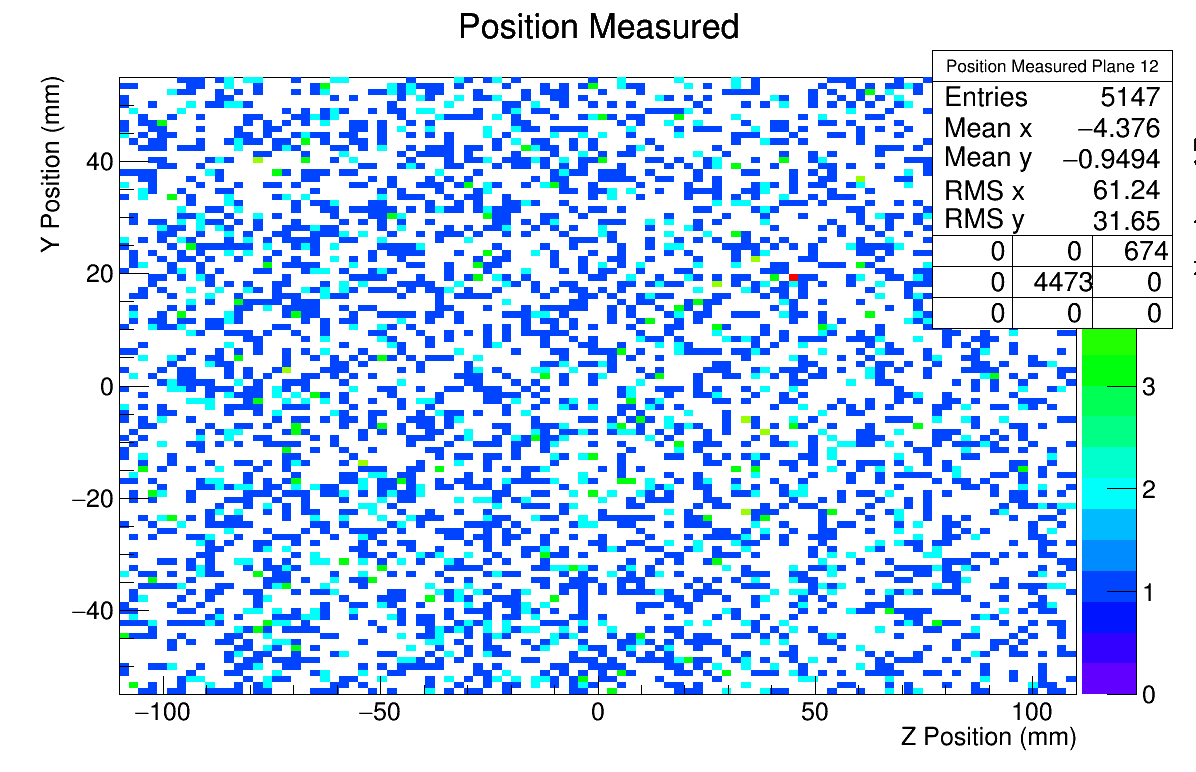 Position Measured
Position Measured Plane 12
Entries 5147
Mean x −4.376
Mean y −0.9494
RMS x 61.24
RMS y 31.65
0 0 674
0 4473 0
0 0 0
Y Position (mm)
40
20
0
−20
−40
3
2
1
0
−100 −50 0 50 100
Z Position (mm)